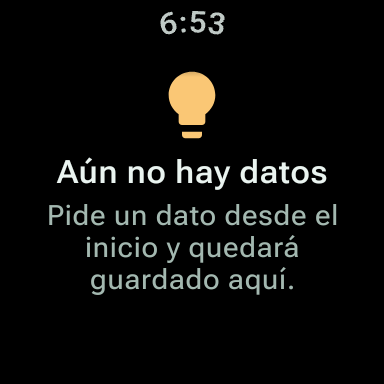 6:53
Aún no hay datos
Pide un dato desde el
inicio y quedará
guardado aquí.